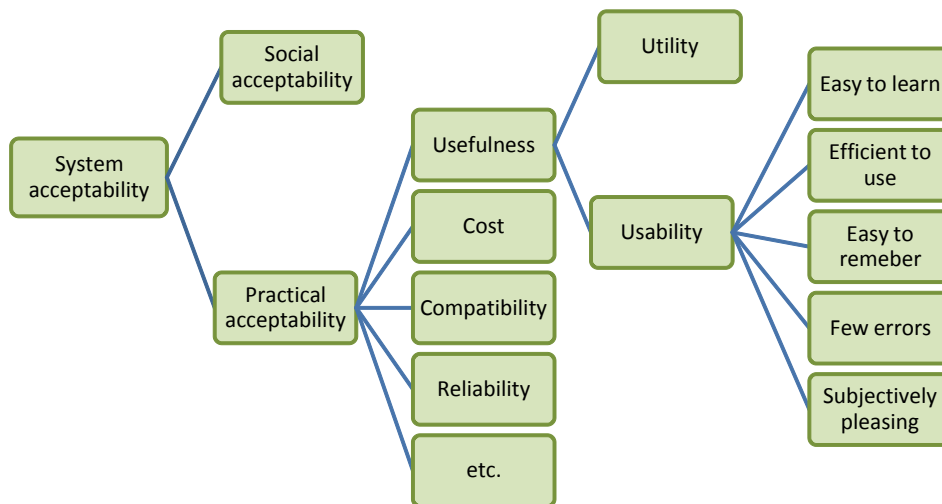 System
acceptability
Social
acceptability
Practical
acceptability
Usefulness
Cost
Compatibility
Reliability
etc.
Utility
Usability
Easy to learn
Efficient to
use
Easy to
remeber
Few errors
Subjectively
pleasing